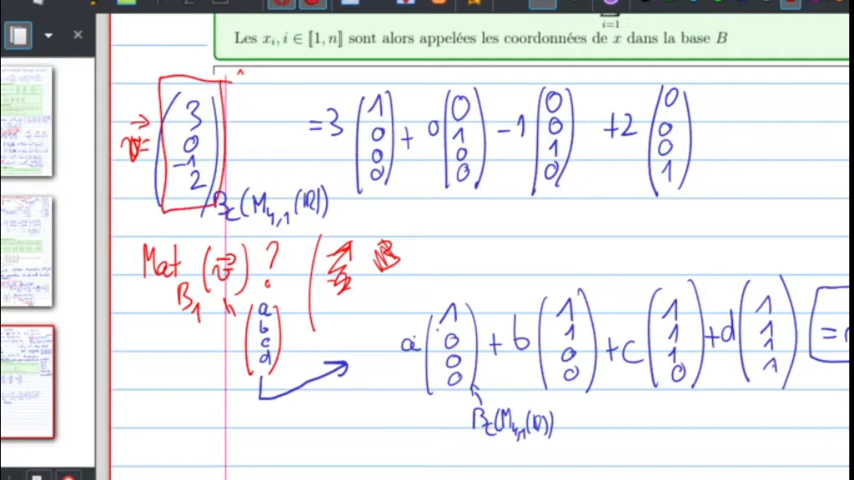 i=1
Les xᵢ, i ∈ ⟦1, n⟧ sont alors appelées les coordonnées de x dans la base B
v⃗ = (3 0 -1 2) = 3 (1 0 0 0) + 0 (0 1 0 0) - 1 (0 0 1 0) + 2 (0 0 0 1)
B_c(M_{4,1}(ℝ))
Mat_{B_1} (v⃗) ?
(a b c d)
a (1 0 0 0) + b (1 1 0 0) + c (1 1 1 0) + d (1 1 1) =
B_c(M_{4,1}(ℝ))